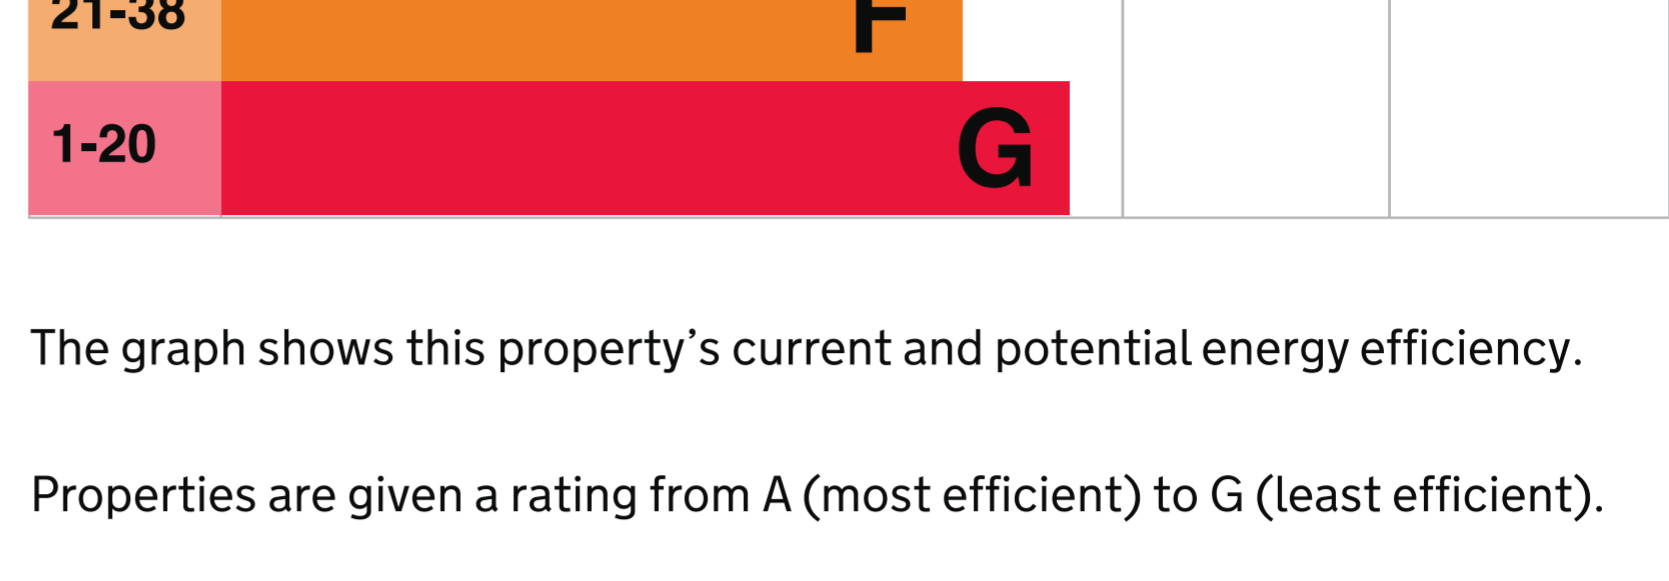 21-38 F
1-20 G
The graph shows this property’s current and potential energy efficiency.
Properties are given a rating from A (most efficient) to G (least efficient).